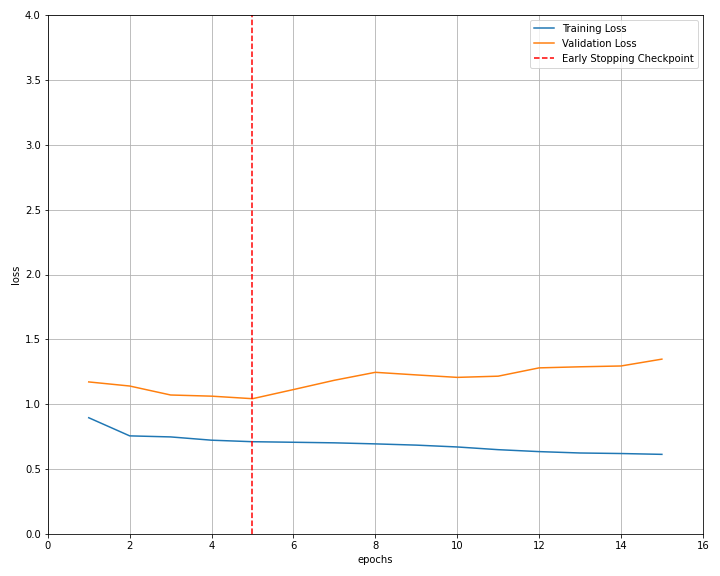 Training Loss
Validation Loss
Early Stopping Checkpoint
4.0
3.5
3.0
2.5
2.0
1.5
1.0
0.5
0.0
loss
0 2 4 6 8 10 12 14 16
epochs